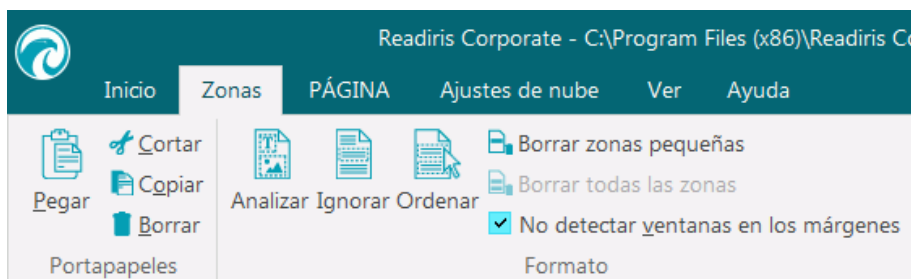 Readiris Corporate - C:\Program Files (x86)\Readiris Co
Inicio Zonas PÁGINA Ajustes de nube Ver Ayuda
Pegar
Cortar
Copiar
Borrar
Portapapeles
Analizar Ignorar Ordenar
Borrar zonas pequeñas
Borrar todas las zonas
No detectar ventanas en los márgenes
Formato